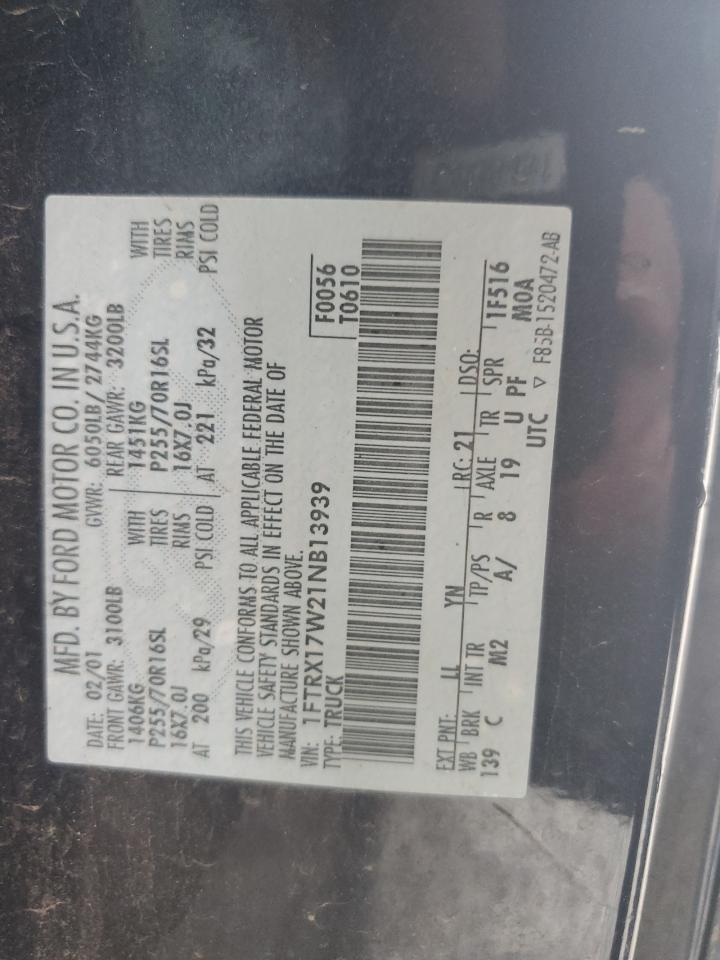 MFD. BY FORD MOTOR CO. IN U.S.A.
DATE: 02/01 GVWR: 6050LB/ 2744KG
FRONT GAWR: 3100LB REAR GAWR: 3200LB
1406KG WITH 1451KG WITH
P255/70R16SL TIRES P255/70R16SL TIRES
16X7.0J RIMS 16X7.0J RIMS
AT 200 kPa/29 PSI COLD AT 221 kPa/32 PSI COLD
THIS VEHICLE CONFORMS TO ALL APPLICABLE FEDERAL MOTOR
VEHICLE SAFETY STANDARDS IN EFFECT ON THE DATE OF
MANUFACTURE SHOWN ABOVE.
VIN: 1FTRX17W21NB13939 F0056
TYPE: TRUCK T0610
EXT PNT: LL YN RC: 21 DSO:
WB BRK INT TR TP/PS R AXLE TR SPR 1F516
139 C M2 A/ 8 19 U PF M0A
UTC ▽ F85B-1520472-AB